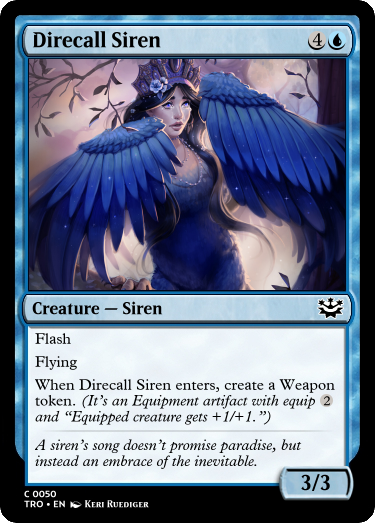 Direcall Siren 4
Creature — Siren
Flash
Flying
When Direcall Siren enters, create a Weapon
token. (It's an Equipment artifact with equip 2
and “Equipped creature gets +1/+1.”)
A siren's song doesn't promise paradise, but
instead an embrace of the inevitable.
3/3
C 0050
TRO • EN Keri Ruediger